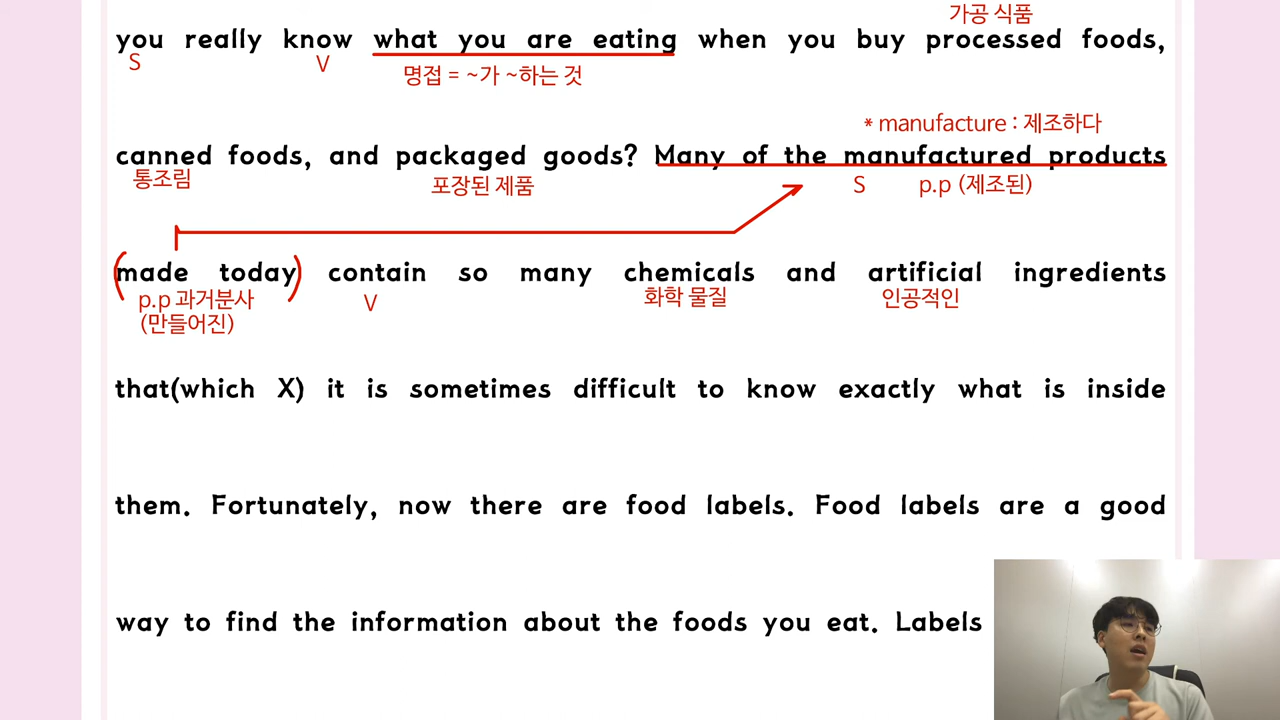 가공 식품
you really know what you are eating when you buy processed foods,
S V
명접 = ~가 ~하는 것
* manufacture : 제조하다
canned foods, and packaged goods? Many of the manufactured products
통조림 포장된 제품 S p.p (제조된)
(made today) contain so many chemicals and artificial ingredients
p.p 과거분사 V 화학 물질 인공적인
(만들어진)
that(which X) it is sometimes difficult to know exactly what is inside
them. Fortunately, now there are food labels. Food labels are a good
way to find the information about the foods you eat. Labels